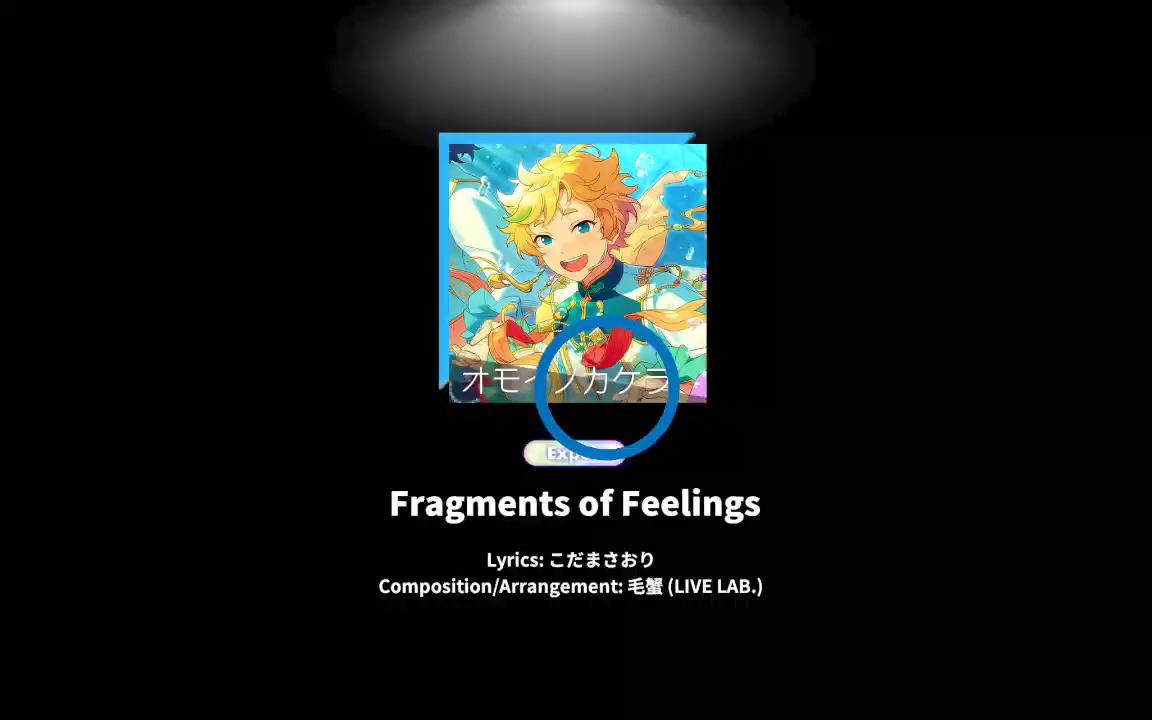 オモイノカケラ
Fragments of Feelings
Lyrics: こだまさおり
Composition/Arrangement: 毛蟹 (LIVE LAB.)